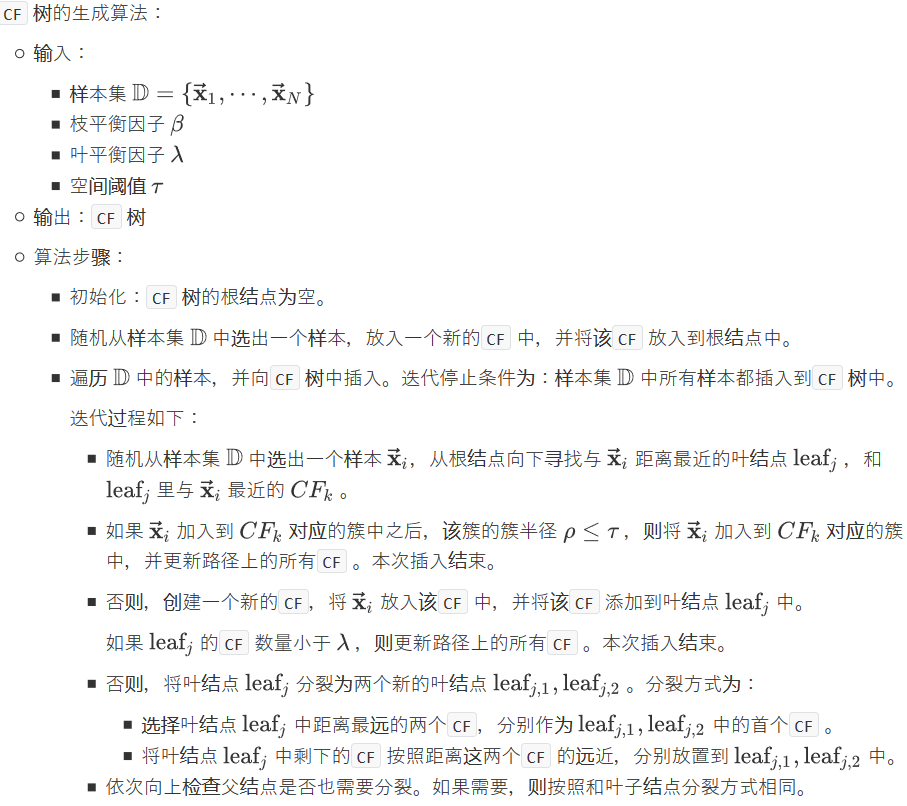 CF 树的生成算法：
输入：
样本集 𝔻 = {x⃗₁, ⋯, x⃗_N}
枝平衡因子 β
叶平衡因子 λ
空间阈值 τ
输出：CF 树
算法步骤：
初始化：CF 树的根结点为空。
随机从样本集 𝔻 中选出一个样本，放入一个新的 CF 中，并将该 CF 放入到根结点中。
遍历 𝔻 中的样本，并向 CF 树中插入。迭代停止条件为：样本集 𝔻 中所有样本都插入到 CF 树中。
迭代过程如下：
随机从样本集 𝔻 中选出一个样本 x⃗ᵢ，从根结点向下寻找与 x⃗ᵢ 距离最近的叶结点 leaf_j，和
leaf_j 里与 x⃗ᵢ 最近的 CF_k 。
如果 x⃗ᵢ 加入到 CF_k 对应的簇中之后，该簇的簇半径 ρ ≤ τ，则将 x⃗ᵢ 加入到 CF_k 对应的簇
中，并更新路径上的所有 CF 。本次插入结束。
否则，创建一个新的 CF，将 x⃗ᵢ 放入该 CF 中，并将该 CF 添加到叶结点 leaf_j 中。
如果 leaf_j 的 CF 数量小于 λ，则更新路径上的所有 CF 。本次插入结束。
否则，将叶结点 leaf_j 分裂为两个新的叶结点 leaf_{j,1}, leaf_{j,2} 。分裂方式为：
选择叶结点 leaf_j 中距离最远的两个 CF，分别作为 leaf_{j,1}, leaf_{j,2} 中的首个 CF 。
将叶结点 leaf_j 中剩下的 CF 按照距离这两个 CF 的远近，分别放置到 leaf_{j,1}, leaf_{j,2} 中。
依次向上检查父结点是否也需要分裂。如果需要，则按照和叶子结点分裂方式相同。